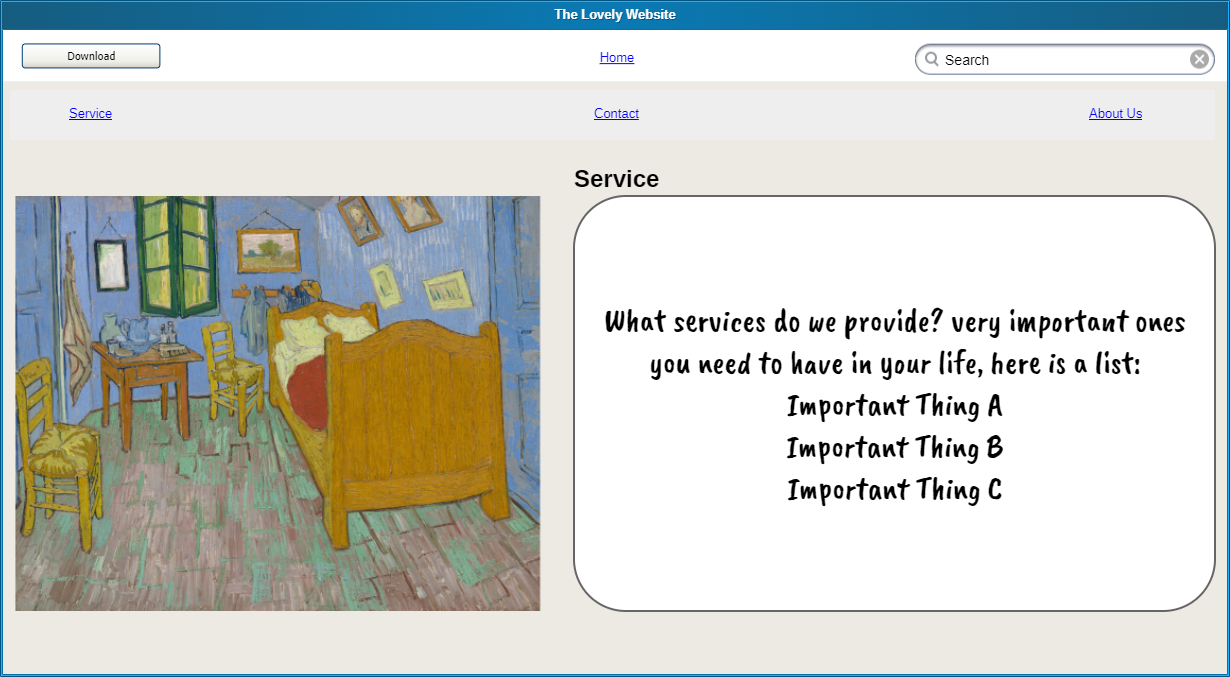 The Lovely Website
Download
Home
Search
Service
Contact
About Us
Service
What services do we provide? very important ones
you need to have in your life, here is a list:
Important Thing A
Important Thing B
Important Thing C